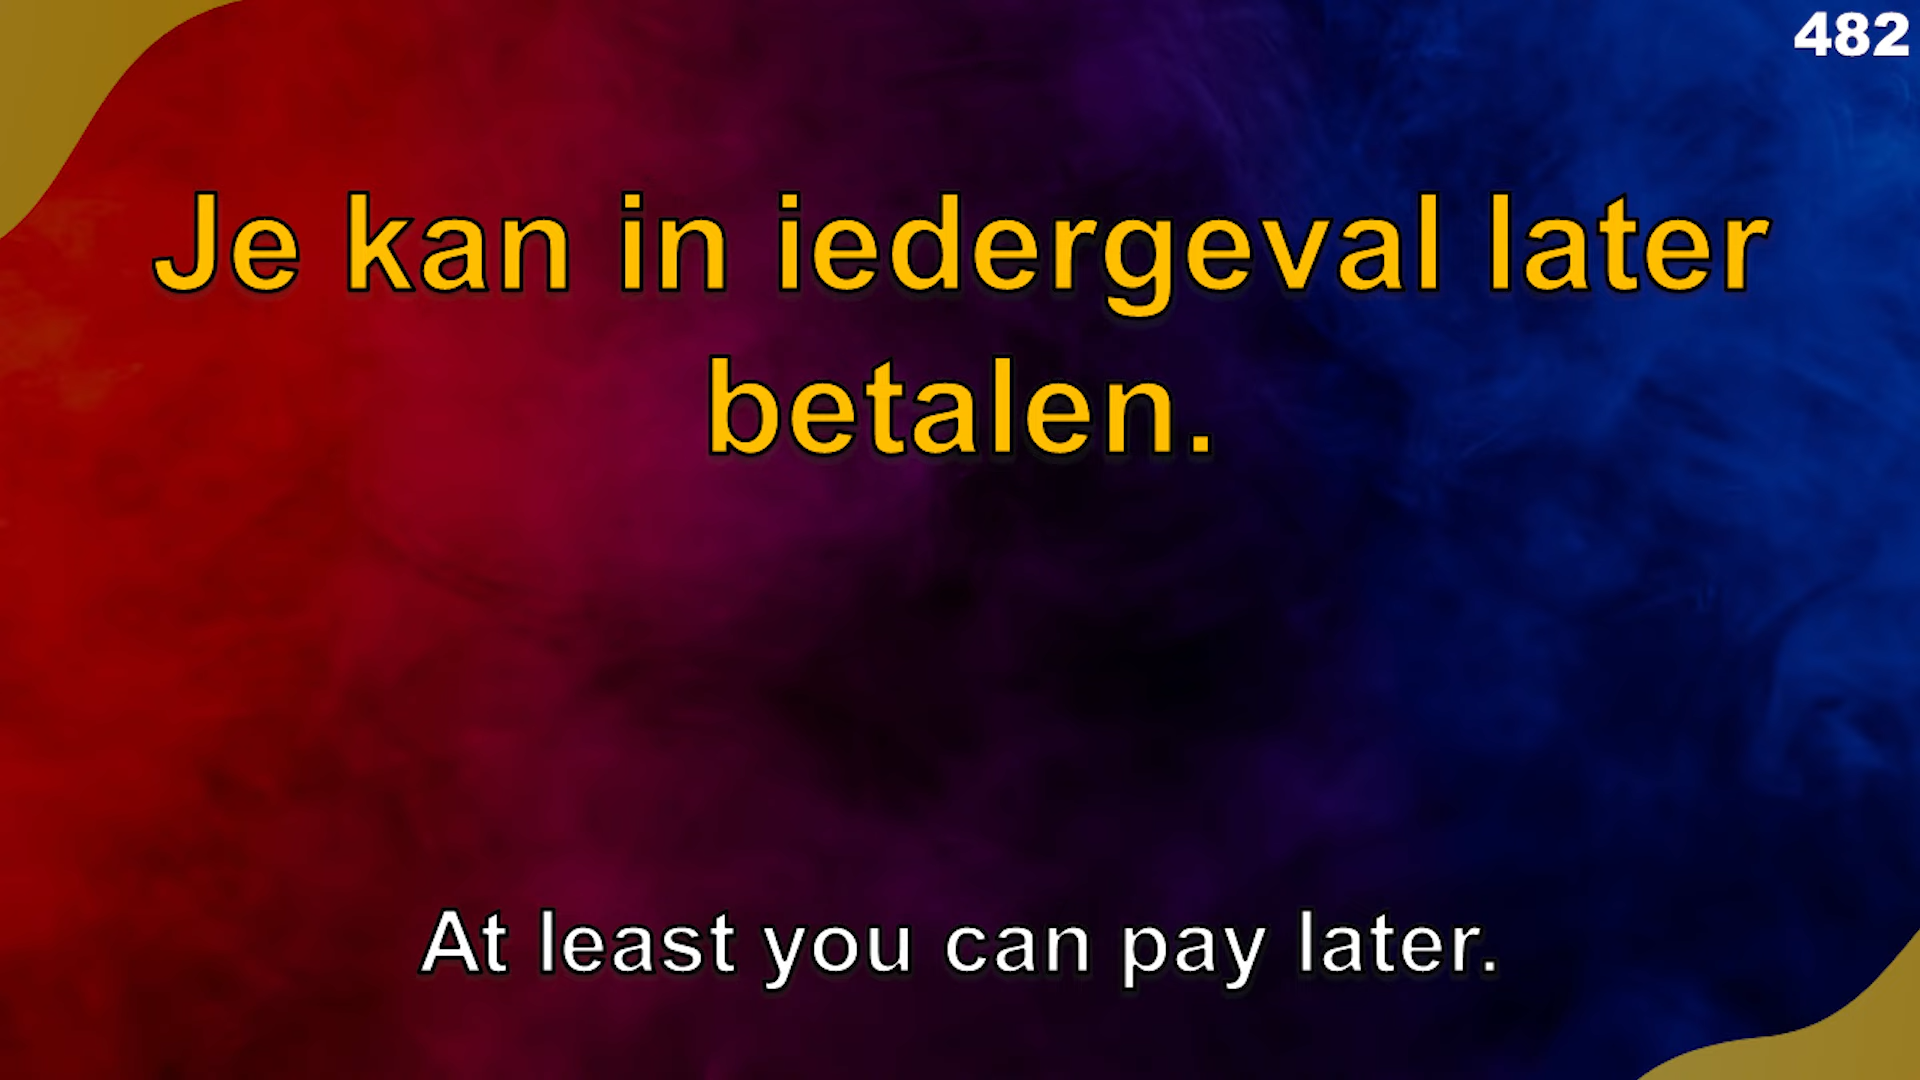 482
Je kan in iedergeval later
betalen.
At least you can pay later.